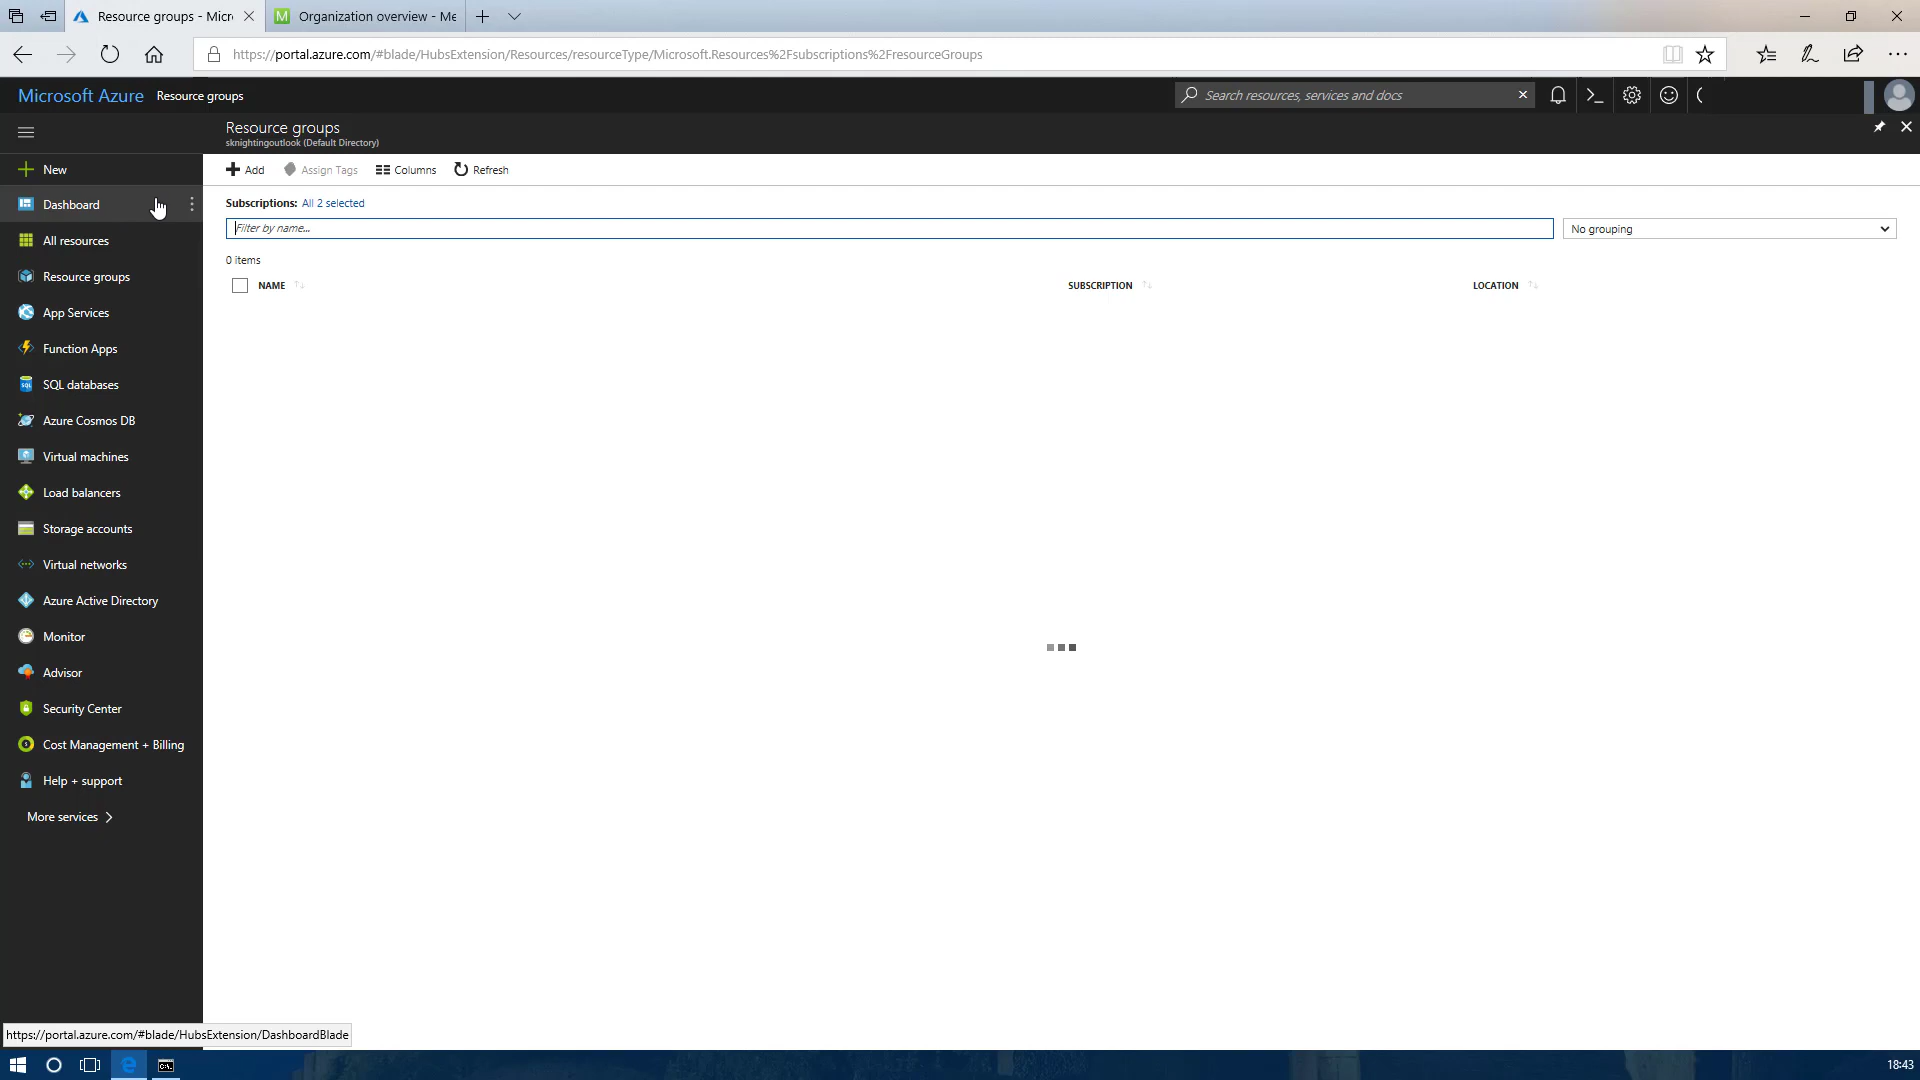 Resource groups - Micr
Organization overview - Me
https://portal.azure.com/#blade/HubsExtension/Resources/resourceType/Microsoft.Resources%2Fsubscriptions%2FresourceGroups
Microsoft Azure Resource groups
Search resources, services and docs
Resource groups
sknightingoutlook (Default Directory)
New
Dashboard
All resources
Resource groups
App Services
Function Apps
SQL databases
Azure Cosmos DB
Virtual machines
Load balancers
Storage accounts
Virtual networks
Azure Active Directory
Monitor
Advisor
Security Center
Cost Management + Billing
Help + support
More services
Add Assign Tags Columns Refresh
Subscriptions: All 2 selected
Filter by name...
No grouping
0 items
NAME SUBSCRIPTION LOCATION
https://portal.azure.com/#blade/HubsExtension/DashboardBlade
18:43